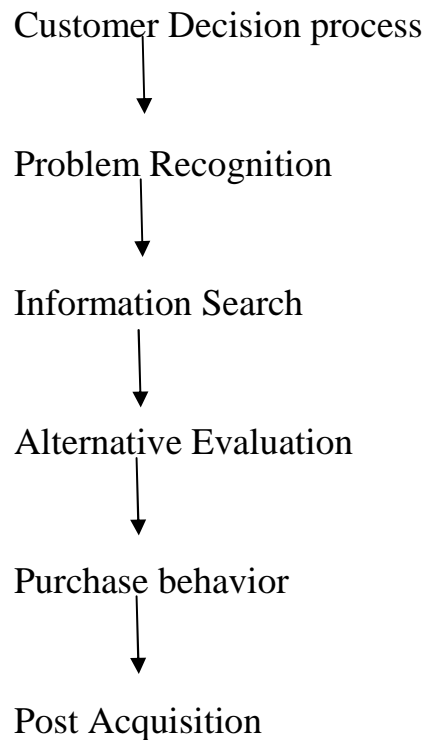 Customer Decision process
Problem Recognition
Information Search
Alternative Evaluation
Purchase behavior
Post Acquisition